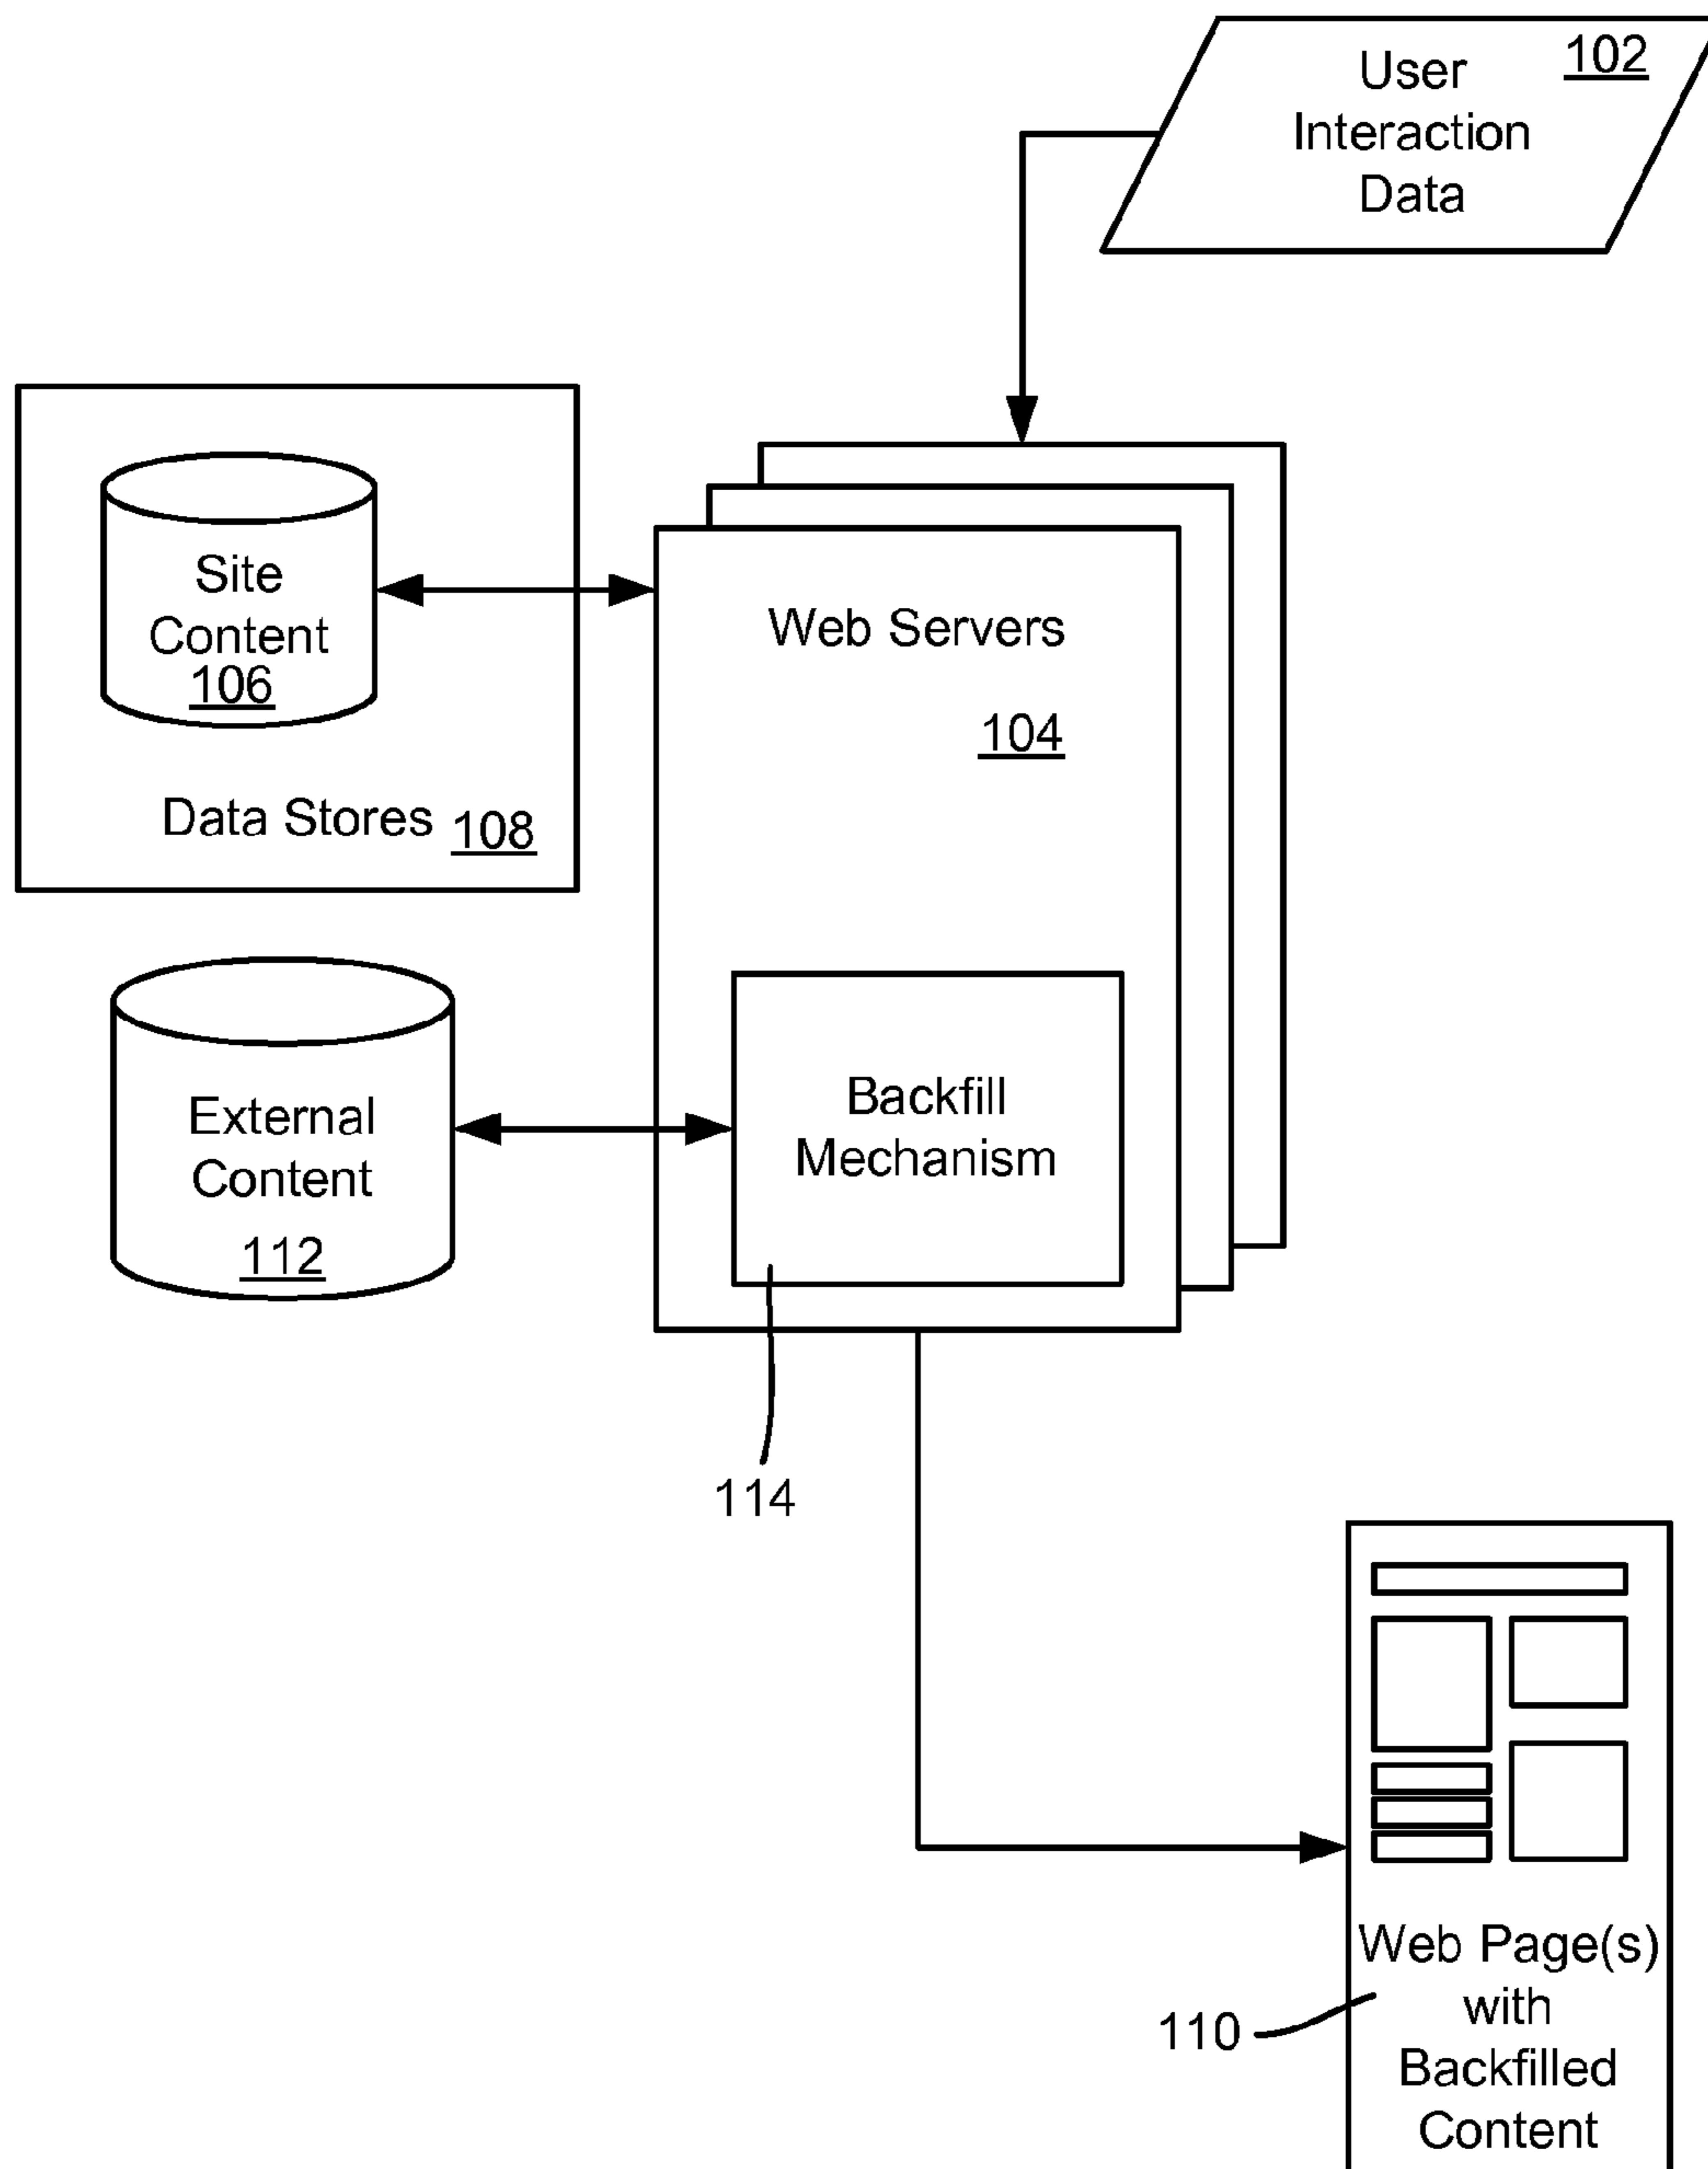 102
User
Interaction
Data
Site
Content
106
Data Stores 108
Web Servers
104
External
Content
112
Backfill
Mechanism
114
110
Web Page(s)
with
Backfilled
Content